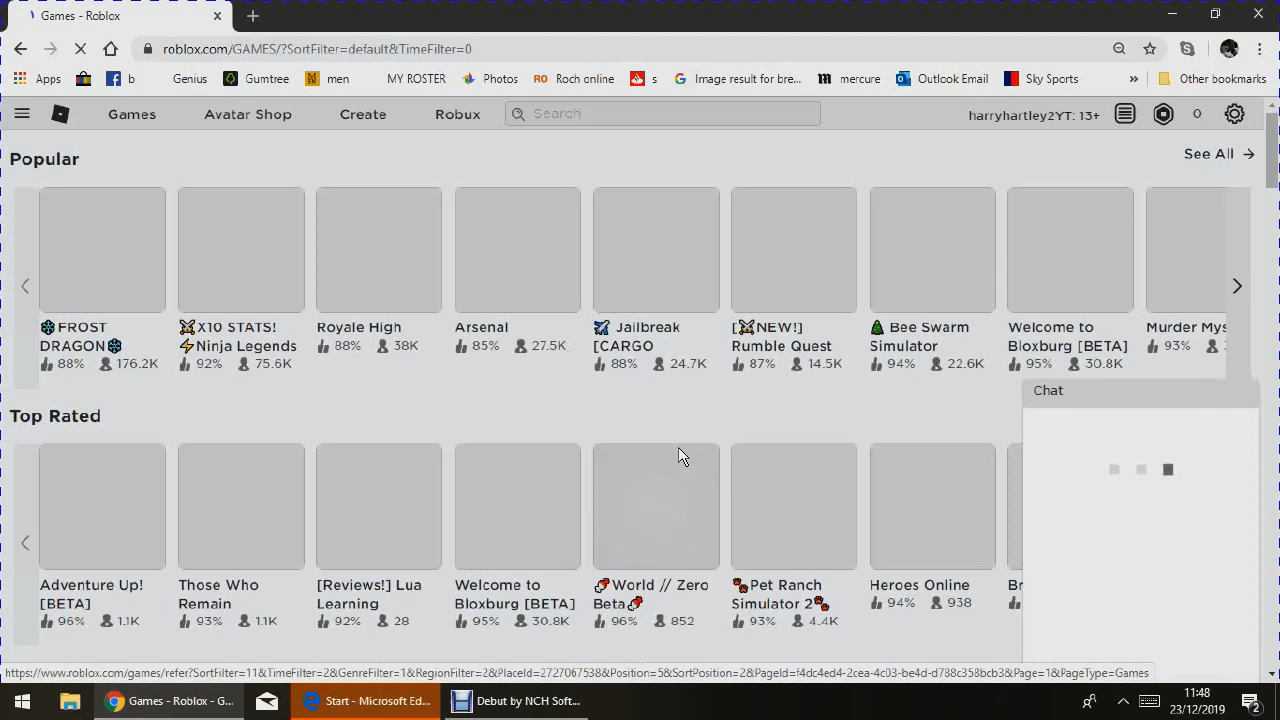 Games - Roblox
roblox.com/GAMES/?SortFilter=default&TimeFilter=0
Apps b Genius Gumtree men MY ROSTER Photos Roch online s Image result for bre... mercure Outlook Email Sky Sports » Other bookmarks
Games Avatar Shop Create Robux Search harryhartley2YT: 13+ 0
Popular See All
FROST X10 STATS! Royale High Arsenal Jailbreak [NEW!] Bee Swarm Welcome to Murder Mys
DRAGON Ninja Legends 88% 38K 85% 27.5K [CARGO Rumble Quest Simulator Bloxburg [BETA] 93%
88% 176.2K 92% 75.6K 88% 24.7K 87% 14.5K 94% 22.6K 95% 30.8K
Chat
Top Rated
Adventure Up! Those Who [Reviews!] Lua Welcome to World // Zero Pet Ranch Heroes Online Br
[BETA] Remain Learning Bloxburg [BETA] Beta Simulator 2 94% 938
96% 1.1K 93% 1.1K 92% 28 95% 30.8K 96% 852 93% 4.4K
https://www.roblox.com/games/refer?SortFilter=11&TimeFilter=2&GenreFilter=1&RegionFilter=2&PlaceId=2727067538&Position=5&SortPosition=2&PageId=f4dc4ed4-2cea-4c03-be4d-d788c358bcb3&Page=1&PageType=Games
Games - Roblox - G... Start - Microsoft Ed... Debut by NCH Soft... 11:48
23/12/2019 2